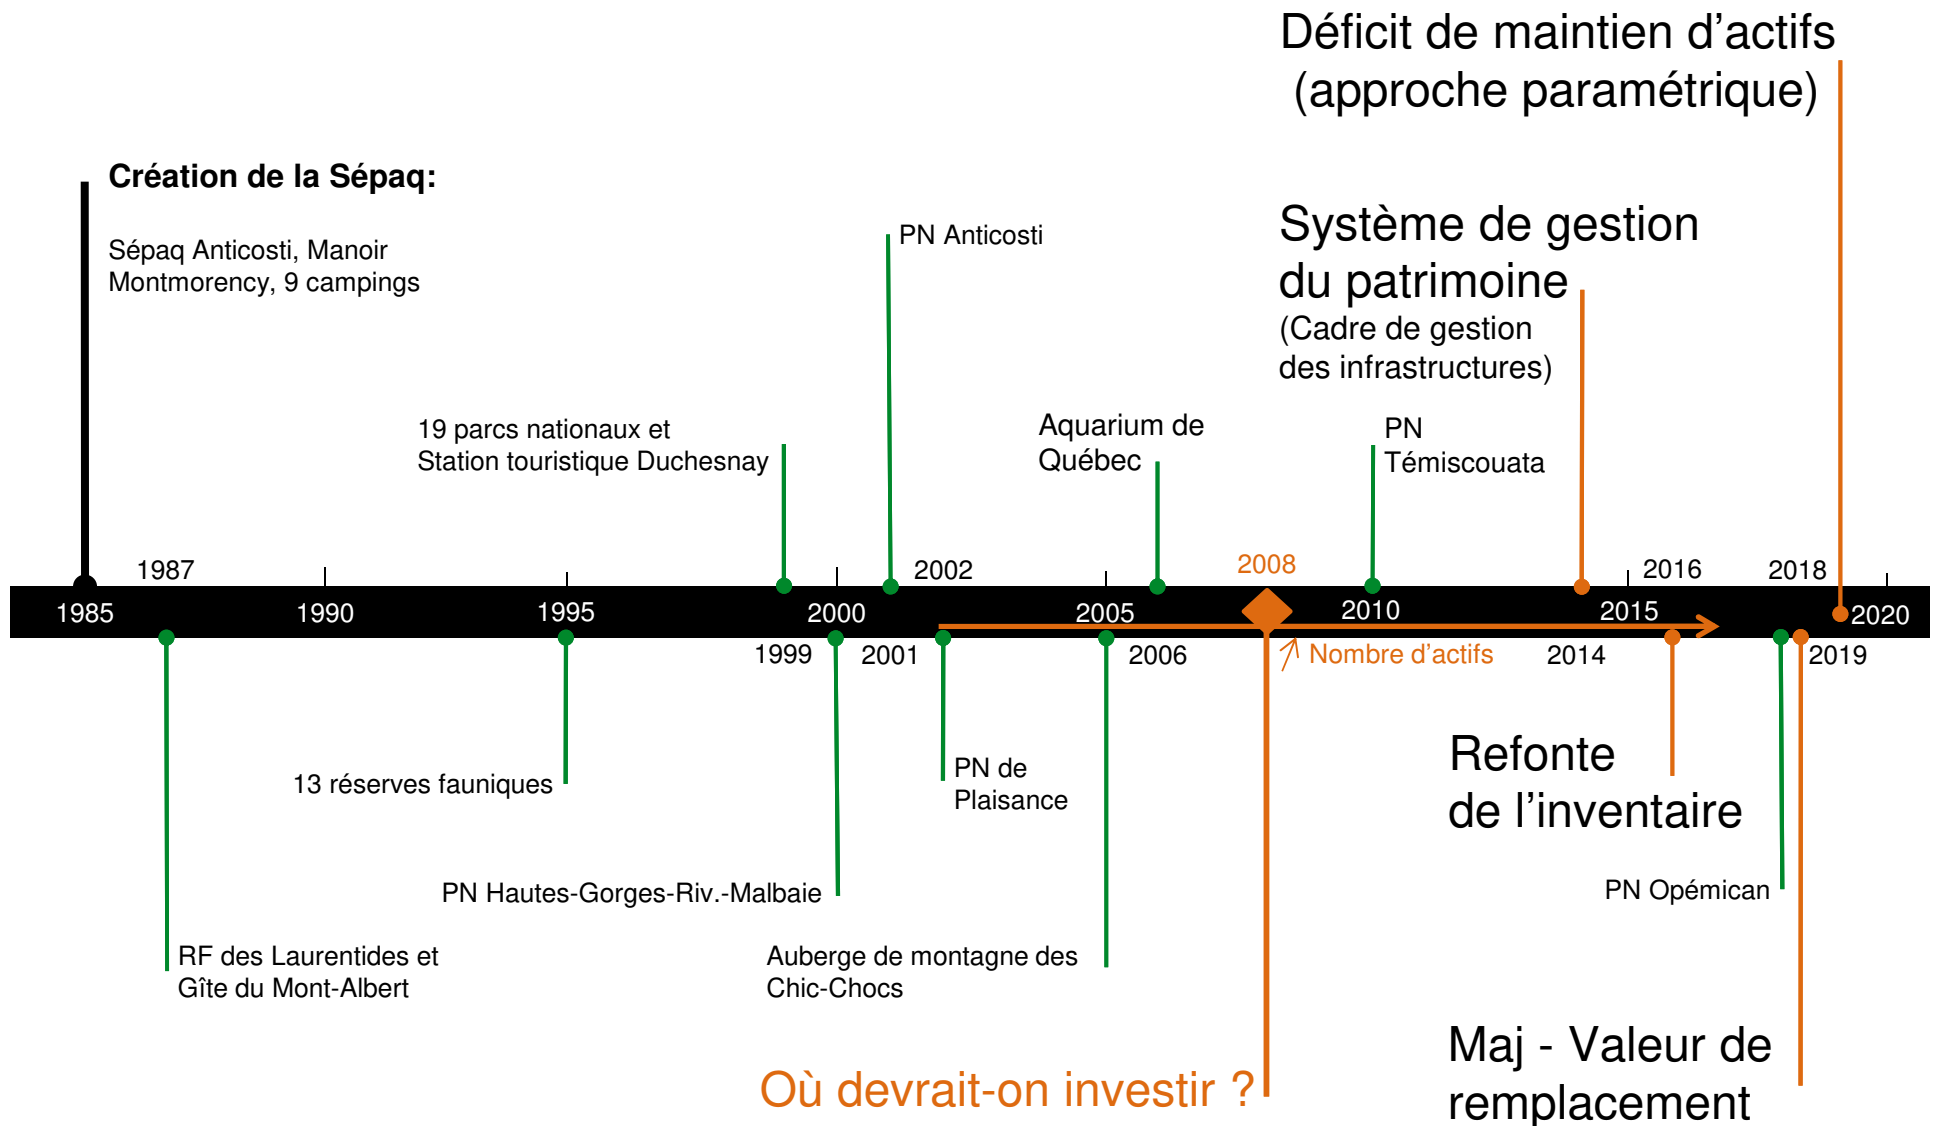 Déficit de maintien d’actifs
(approche paramétrique)
Création de la Sépaq:
Sépaq Anticosti, Manoir
Montmorency, 9 campings
PN Anticosti
Système de gestion
du patrimoine
(Cadre de gestion
des infrastructures)
19 parcs nationaux et
Station touristique Duchesnay
Aquarium de
Québec
PN
Témiscouata
1987
2002
2008
2016
2018
1985
1990
1995
2000
2005
2010
2015
2020
1999
2001
2006
Nombre d’actifs
2014
2019
13 réserves fauniques
PN de
Plaisance
Refonte
de l’inventaire
PN Hautes-Gorges-Riv.-Malbaie
PN Opémican
RF des Laurentides et
Gîte du Mont-Albert
Auberge de montagne des
Chic-Chocs
Où devrait-on investir ?
Maj - Valeur de
remplacement